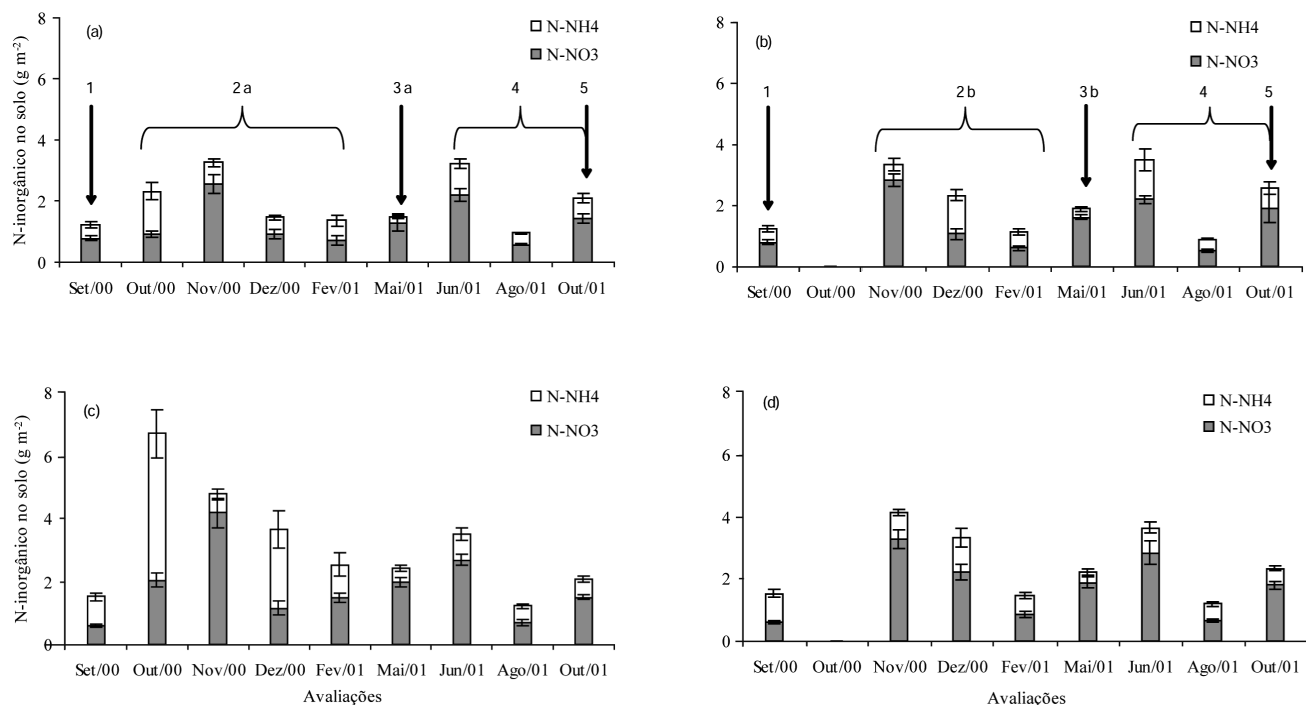 (a)
N-NH4
N-NO3
N-inorgânico no solo (g m-2)
8
6
4
2
0
1
2 a
3 a
4
5
Set/00 Out/00 Nov/00 Dez/00 Fev/01 Mai/01 Jun/01 Ago/01 Out/01
(b)
N-NH4
N-NO3
8
6
4
2
0
1
2 b
3 b
4
5
Set/00 Out/00 Nov/00 Dez/00 Fev/01 Mai/01 Jun/01 Ago/01 Out/01
(c)
N-NH4
N-NO3
N-inorgânico no solo (g m-2)
8
6
4
2
0
Set/00 Out/00 Nov/00 Dez/00 Fev/01 Mai/01 Jun/01 Ago/01 Out/01
Avaliações
(d)
N-NH4
N-NO3
8
6
4
2
0
Set/00 Out/00 Nov/00 Dez/00 Fev/01 Mai/01 Jun/01 Ago/01 Out/01
Avaliações